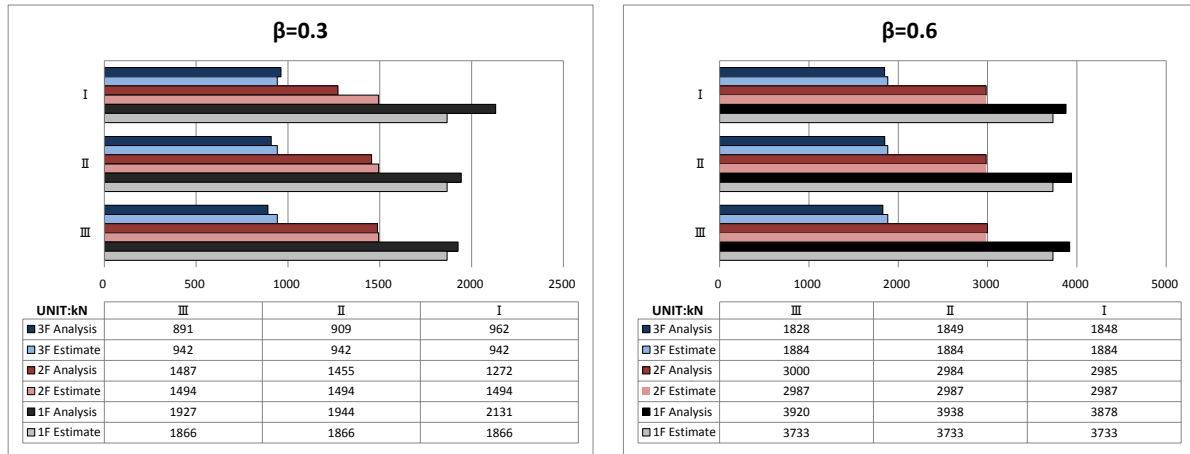 β=0.3
I
II
III
0 500 1000 1500 2000 2500
UNIT:kN III II I
3F Analysis 891 909 962
3F Estimate 942 942 942
2F Analysis 1487 1455 1272
2F Estimate 1494 1494 1494
1F Analysis 1927 1944 2131
1F Estimate 1866 1866 1866
β=0.6
I
II
III
0 1000 2000 3000 4000 5000
UNIT:kN III II I
3F Analysis 1828 1849 1848
3F Estimate 1884 1884 1884
2F Analysis 3000 2984 2985
2F Estimate 2987 2987 2987
1F Analysis 3920 3938 3878
1F Estimate 3733 3733 3733